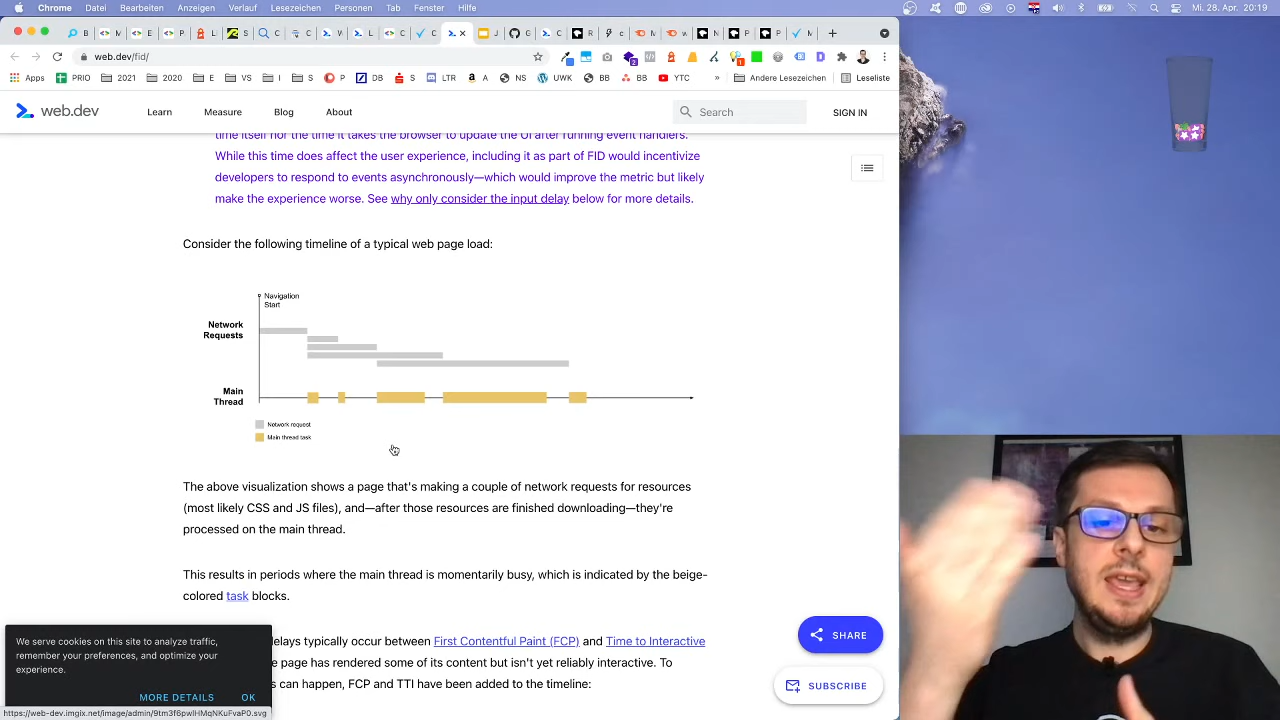 Chrome Datei Bearbeiten Anzeigen Verlauf Lesezeichen Personen Tab Fenster Hilfe
Mi 28. Apr. 20:19
web.dev/fid/
Apps PRIO 2021 2020 E VS I S P DB S LTR A NS UWK BB BB YTC » Andere Lesezeichen Leseliste
web.dev Learn Measure Blog About Search SIGN IN
time itself nor the time it takes the browser to update the UI after running event handlers.
While this time does affect the user experience, including it as part of FID would incentivize
developers to respond to events asynchronously—which would improve the metric but likely
make the experience worse. See why only consider the input delay below for more details.
Consider the following timeline of a typical web page load:
Navigation
Start
Network
Requests
Main
Thread
Network request
Main thread task
The above visualization shows a page that's making a couple of network requests for resources
(most likely CSS and JS files), and—after those resources are finished downloading—they're
processed on the main thread.
This results in periods where the main thread is momentarily busy, which is indicated by the beige-
colored task blocks.
elays typically occur between First Contentful Paint (FCP) and Time to Interactive
page has rendered some of its content but isn't yet reliably interactive. To
s can happen, FCP and TTI have been added to the timeline:
SHARE
SUBSCRIBE
We serve cookies on this site to analyze traffic,
remember your preferences, and optimize your
experience.
MORE DETAILS OK